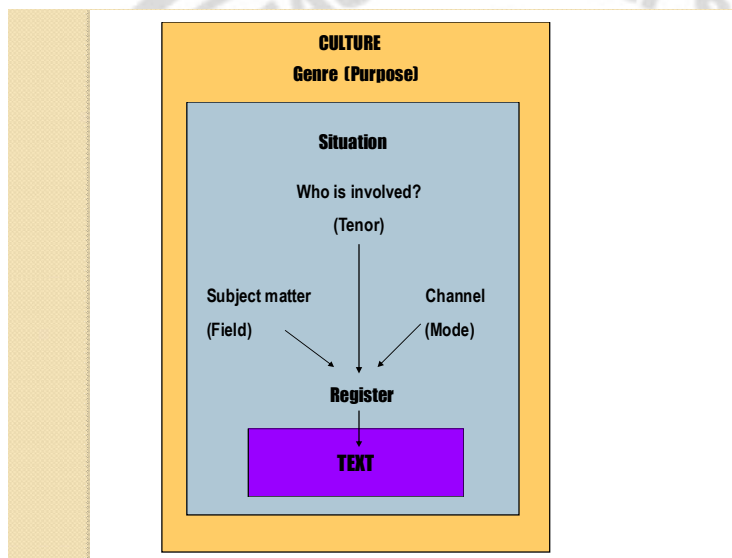 CULTURE
Genre (Purpose)
Situation
Who is involved?
(Tenor)
Subject matter
Channel
(Field)
(Mode)
Register
TEXT